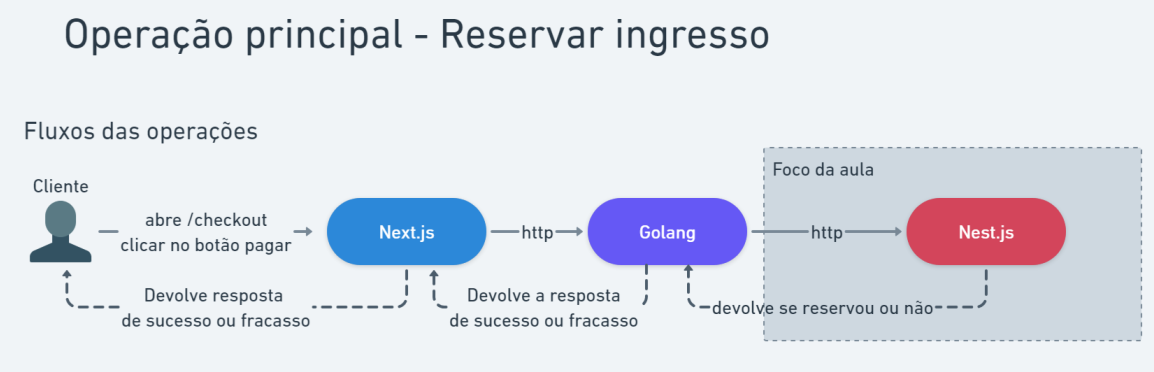 Operação principal - Reservar ingresso
Fluxos das operações
Foco da aula
Cliente
abre /checkout
clicar no botão pagar
Next.js
http
Golang
http
Nest.js
Devolve resposta
de sucesso ou fracasso
Devolve a resposta
de sucesso ou fracasso
devolve se reservou ou não